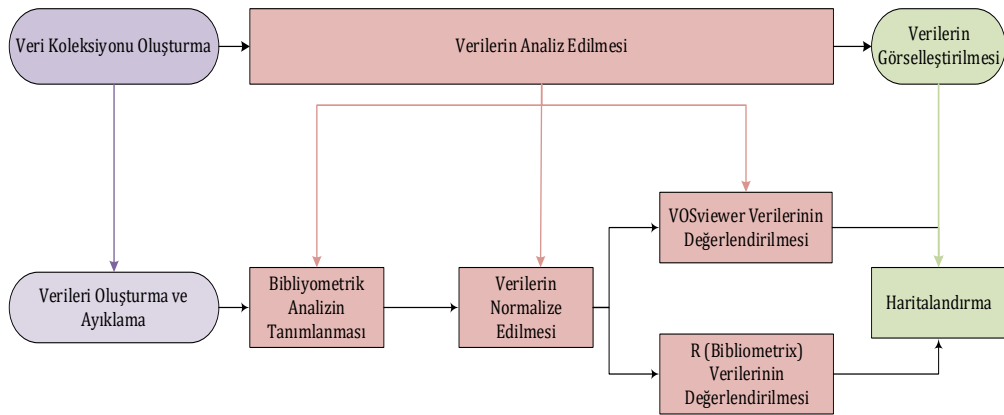 Veri Koleksiyonu Oluşturma
Verilerin Analiz Edilmesi
Verilerin
Görselleştirilmesi
VOSviewer Verilerinin
Değerlendirilmesi
Verileri Oluşturma ve
Ayıklama
Bibliyometrik
Analizin
Tanımlanması
Verilerin
Normalize
Edilmesi
Haritalandırma
R (Bibliometrix)
Verilerinin
Değerlendirilmesi